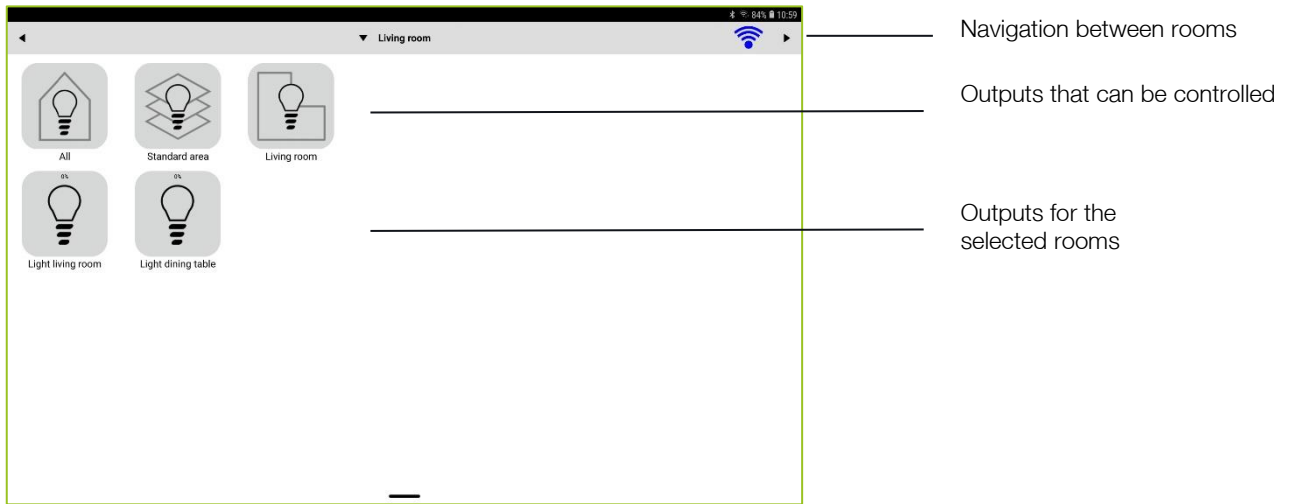 84% 10:59
Living room
Navigation between rooms
Outputs that can be controlled
All
Standard area
Living room
0%
0%
Outputs for the
selected rooms
Light living room
Light dining table